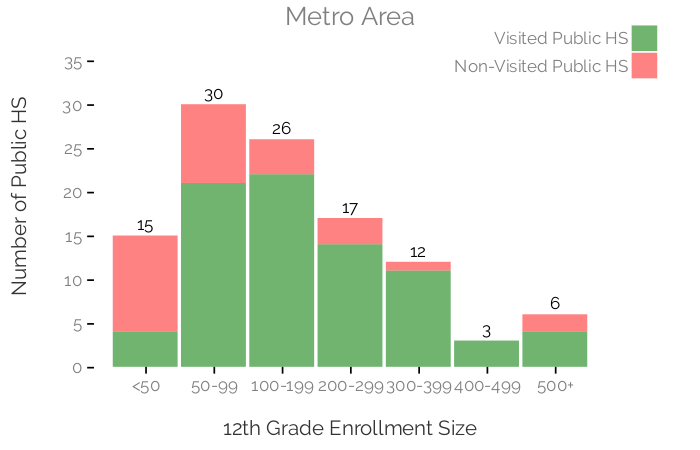 Metro Area
Visited Public HS
Non-Visited Public HS
Number of Public HS
35
30
25
20
15
10
5
0
15
30
26
17
12
3
6
<50 50-99 100-199 200-299 300-399 400-499 500+
12th Grade Enrollment Size